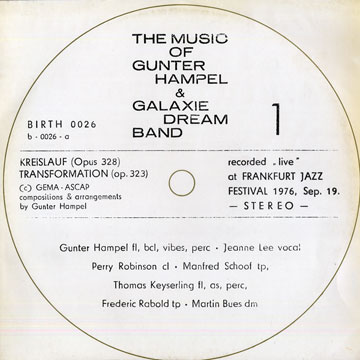 THE MUSIC
OF
GUNTER
HAMPEL
&
GALAXIE
DREAM
BAND
1
BIRTH 0026
b - 0026 - a
KREISLAUF (Opus 328)
TRANSFORMATION (op. 323)
(c) GEMA - ASCAP
compositions & arrangements
by Gunter Hampel
recorded „live"
at FRANKFURT JAZZ
FESTIVAL 1976, Sep. 19.
— STEREO —
Gunter Hampel fl, bcl, vibes, perc - Jeanne Lee vocal
Perry Robinson cl - Manfred Schoof tp,
Thomas Keyserling fl, as, perc,
Frederic Rabold tp - Martin Bues dm